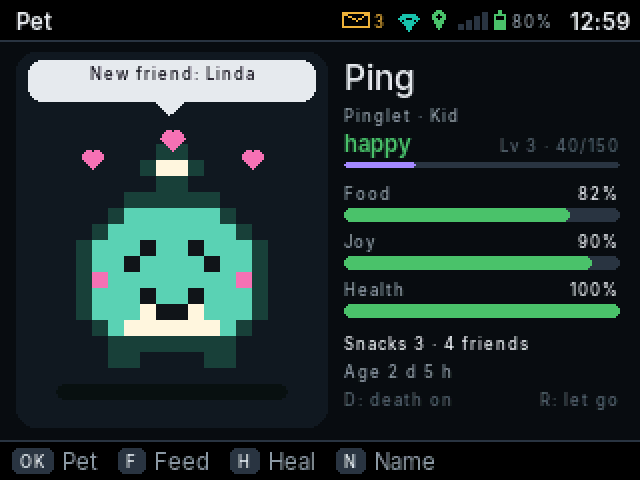 Pet 3 80% 12:59
New friend: Linda
Ping
Pinglet · Kid
happy Lv 3 · 40/150
Food 82%
Joy 90%
Health 100%
Snacks 3 · 4 friends
Age 2 d 5 h
D: death on R: let go
OK Pet F Feed H Heal N Name